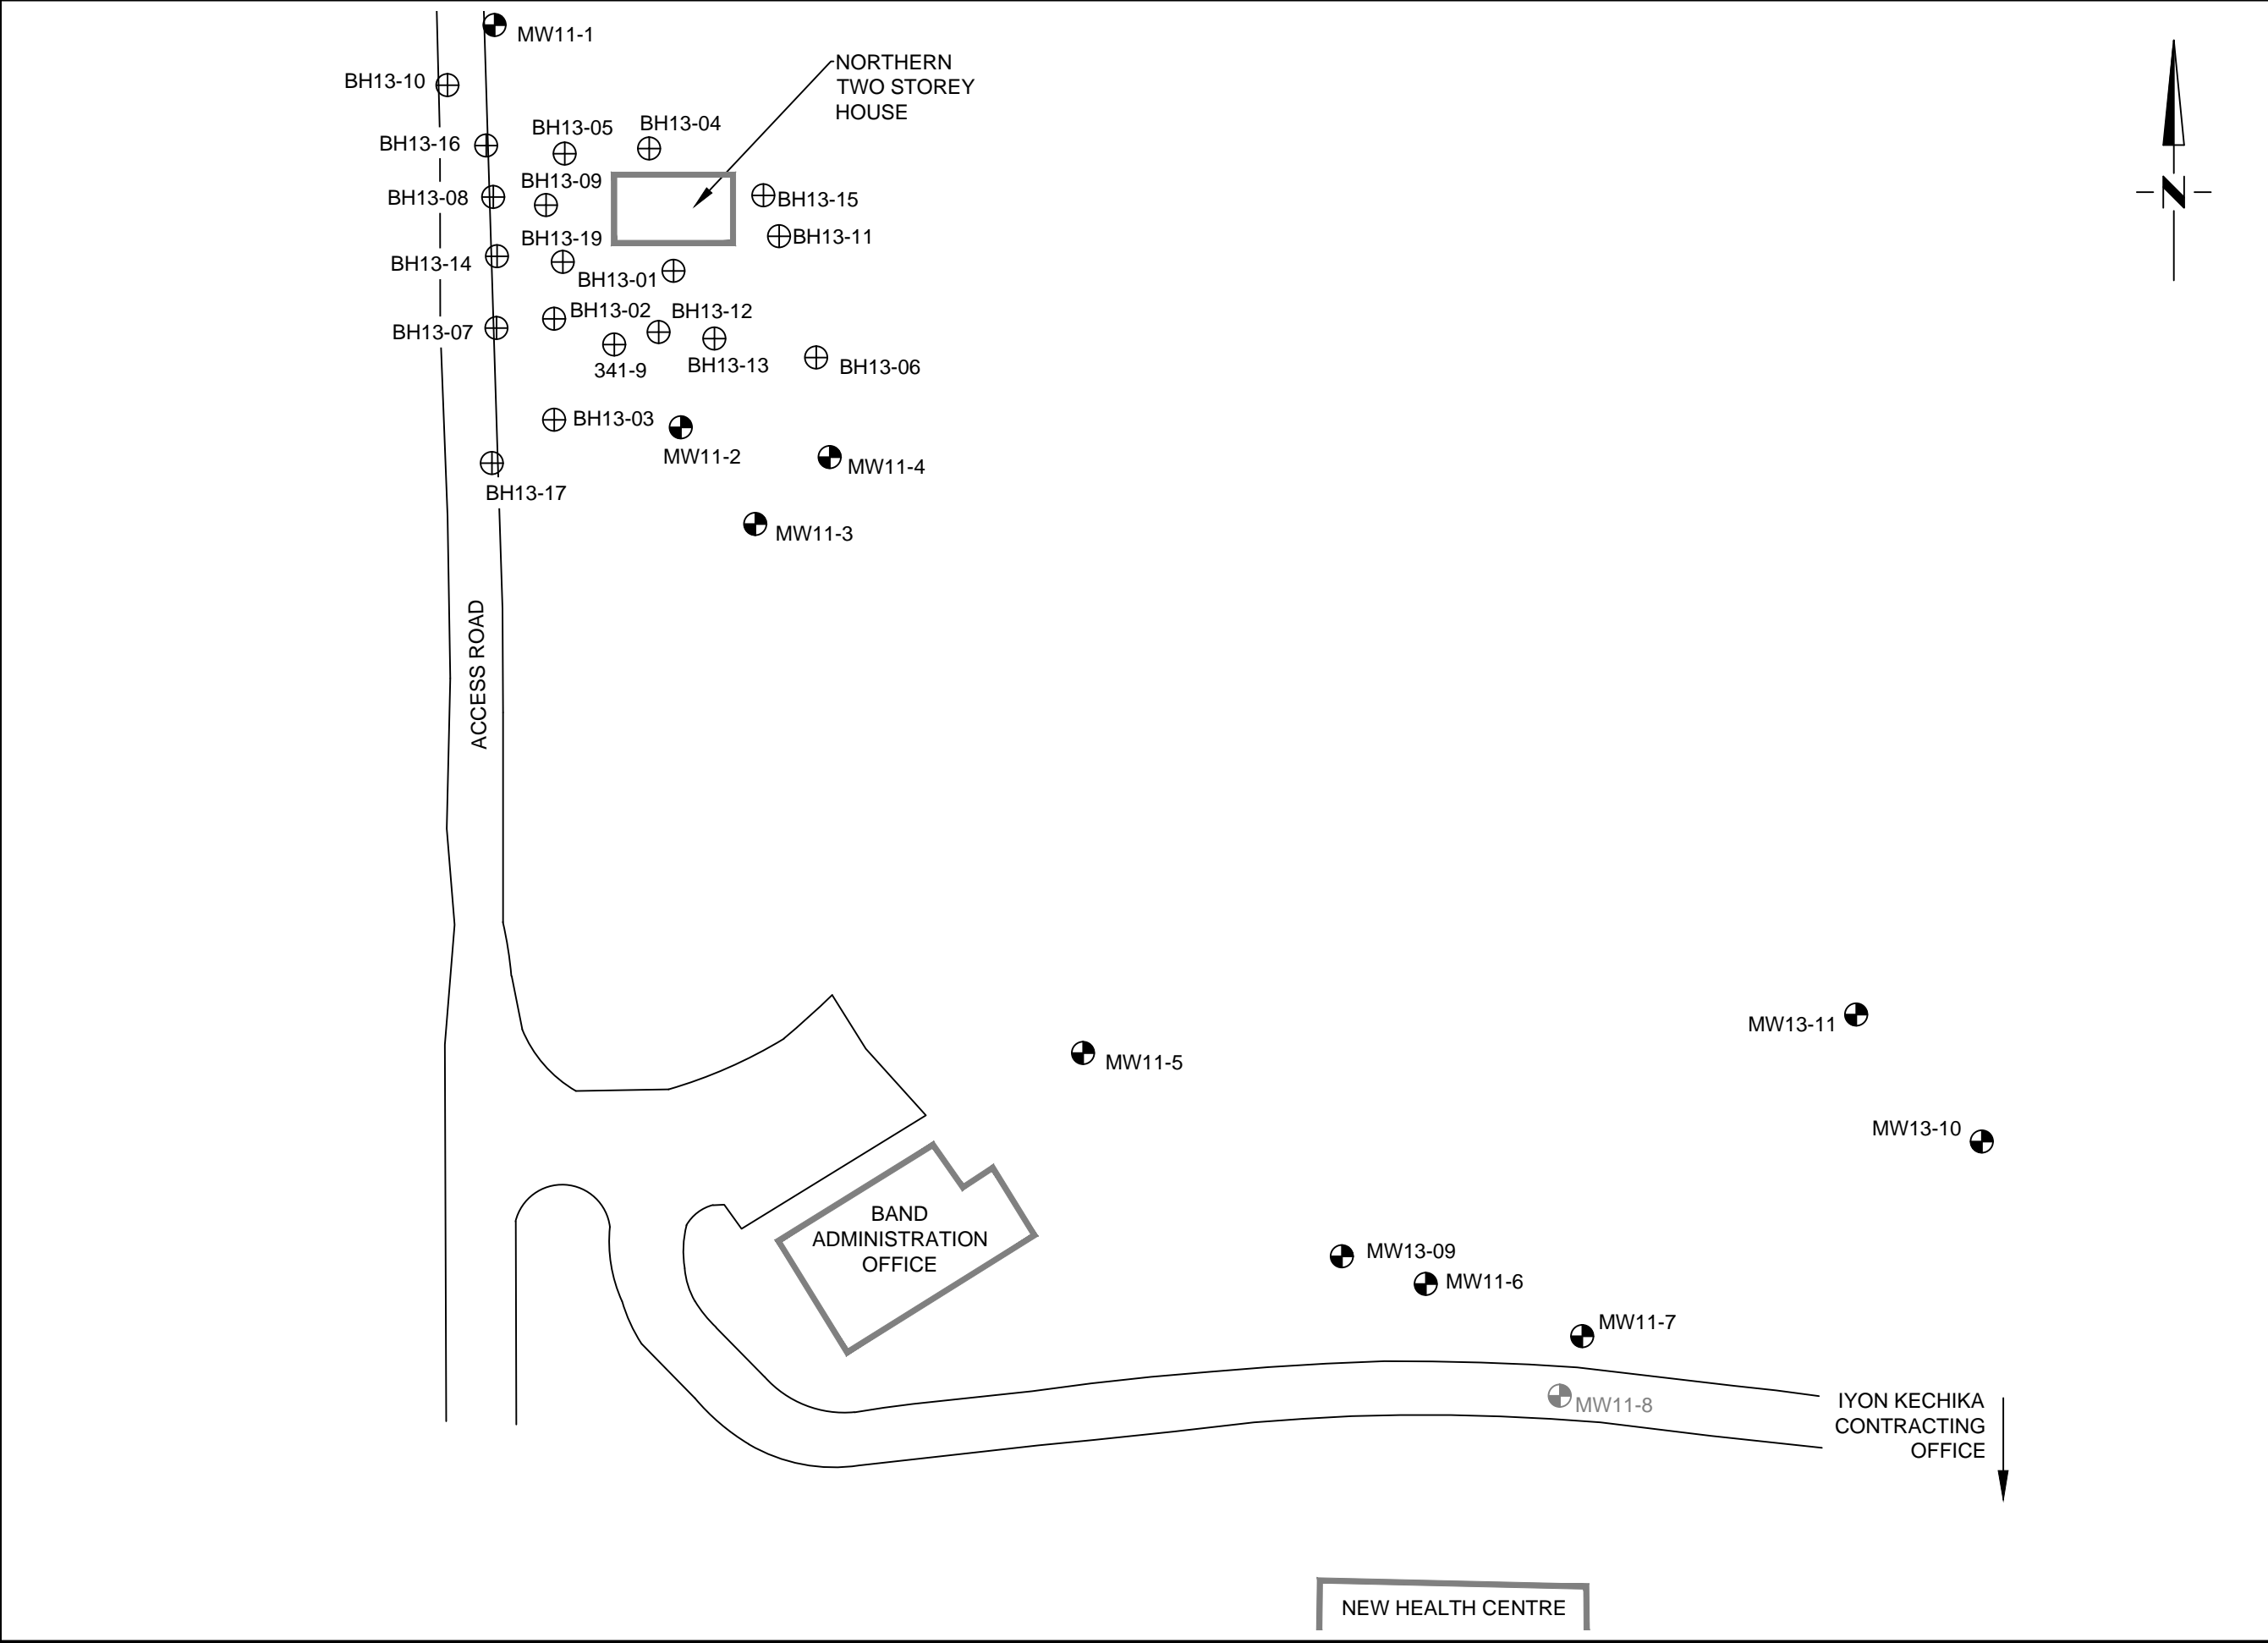 MW11-1
NORTHERN
TWO STOREY
HOUSE
BH13-10
BH13-05
BH13-04
BH13-16
BH13-09
BH13-08
BH13-15
BH13-19
BH13-11
BH13-14
BH13-01
BH13-02
BH13-12
BH13-07
341-9
BH13-13
BH13-06
BH13-03
MW11-2
MW11-4
BH13-17
MW11-3
N
ACCESS ROAD
MW13-11
MW11-5
MW13-10
BAND
ADMINISTRATION
OFFICE
MW13-09
MW11-6
MW11-7
MW11-8
IYON KECHIKA
CONTRACTING
OFFICE
NEW HEALTH CENTRE